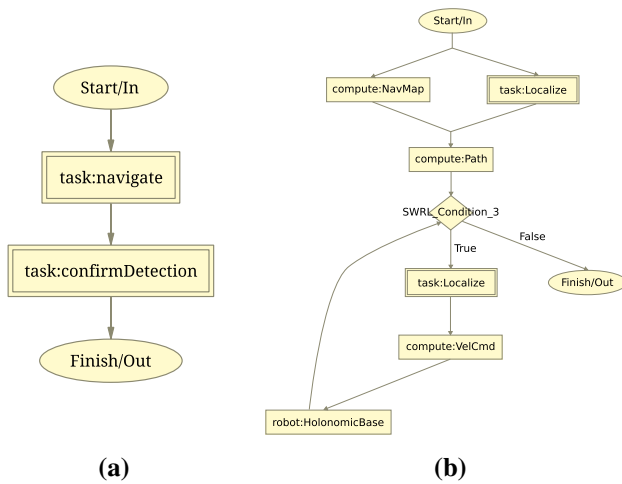 Start/In
task:navigate
task:confirmDetection
Finish/Out
(a)
Start/In
compute:NavMap
task:Localize
compute:Path
SWRL_Condition_3
True
False
task:Localize
Finish/Out
compute:VelCmd
robot:HolonomicBase
(b)